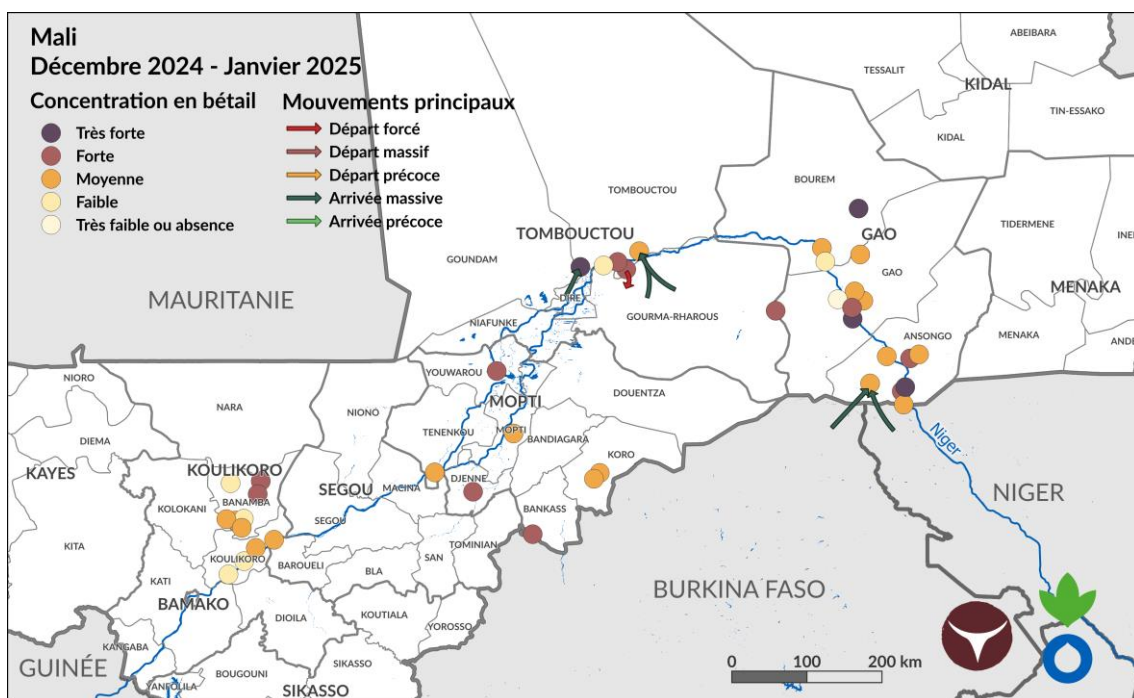 Mali
Décembre 2024 - Janvier 2025
Concentration en bétail
Très forte
Forte
Moyenne
Faible
Très faible ou absence
Mouvements principaux
Départ forcé
Départ massif
Départ précoce
Arrivée massive
Arrivée précoce
ABEIBARA
TESSALIT
KIDAL
TIN-ESSAKO
KIDAL
TOMBOUCTOU
BOUREM
TOMBOUCTOU
GAO
TIDERMENE
INE
GOUNDAM
GAO
MENAKA
MAURITANIE
DIRE
GOURMA-RHAROUS
NIAFUNKE
ANSONGO
MENAKA
ANDE
YOUWAROU
NIORO
NARA
NIONO
MOPTI
DOUENTZA
TENENKOU
MOPTI
BANDIAGARA
Niger
DIEMA
KORO
KAYES
KOULIKORO
SEGOU
MACINA
DJENNE
NIGER
BANAMBA
KOLOKANI
SEGOU
BANKASS
KITA
KOULIKORO
TOMINIAN
SAN
BAROUELI
BLA
KATI
BURKINA FASO
BAMAKO
DIOILA
KOUTIALA
YOROSSO
KANGABA
GUINÉE
SIKASSO
BOUGOUNI
YANFOLILA
SIKASSO
0 100 200 km